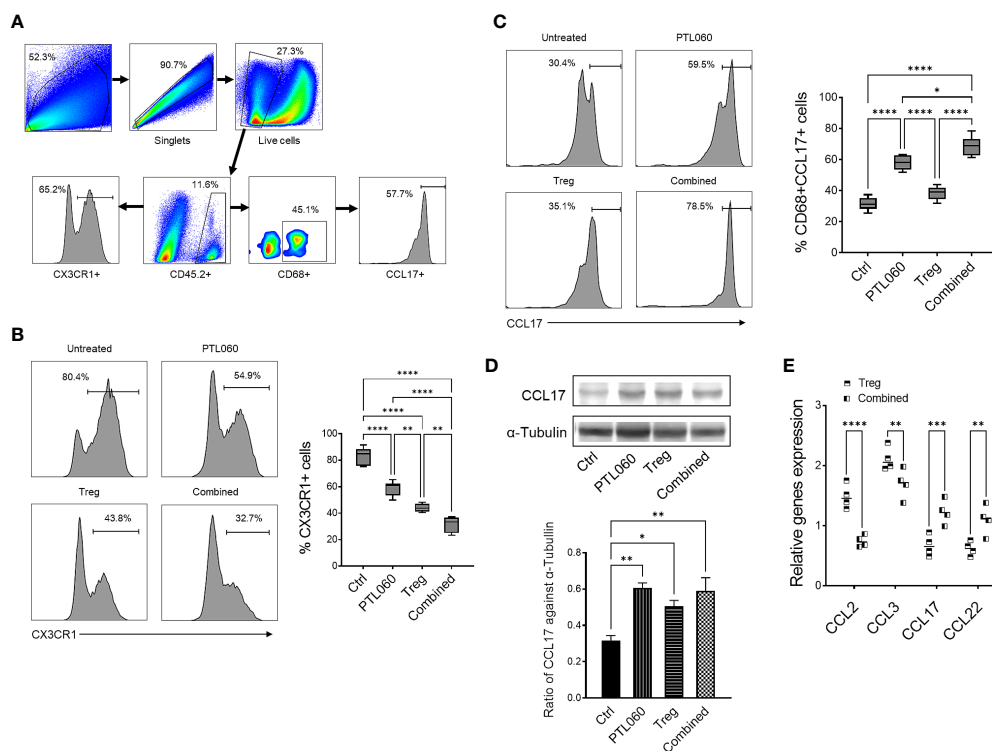 A
52.3%
90.7%
27.3%
Singlets
Live cells
65.2%
11.6%
45.1%
57.7%
CX3CR1+
CD45.2+
CD68+
CCL17+
B
Untreated
PTL060
80.4%
54.9%
Treg
Combined
43.8%
32.7%
CX3CR1
% CX3CR1+ cells
100
80
60
40
20
0
****
****
****
**** ** **
Ctrl
PTL060
Treg
Combined
C
Untreated
PTL060
30.4%
59.5%
Treg
Combined
35.1%
78.5%
CCL17
% CD68+CCL17+ cells
100
80
60
40
20
0
****
*
**** **** ****
Ctrl
PTL060
Treg
Combined
D
CCL17
α-Tubulin
Ctrl
PTL060
Treg
Combined
Ratio of CCL17 against α-Tubullin
0.8
0.6
0.4
0.2
0.0
**
*
**
Ctrl
PTL060
Treg
Combined
E
Treg
Combined
Relative genes expression
3
2
1
0
**** ** *** **
CCL2
CCL3
CCL17
CCL22